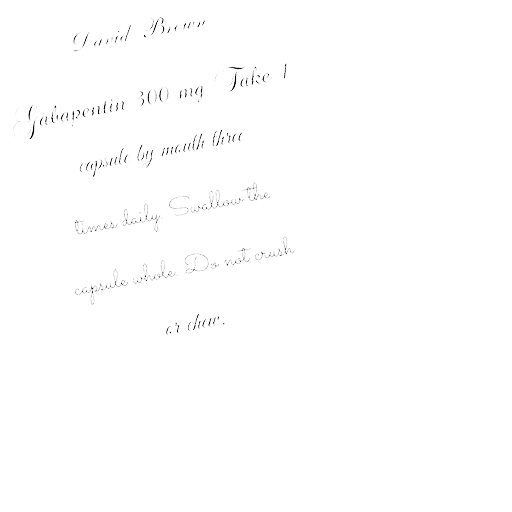 David Brown
Gabapentin 300 mg Take 1
capsule by mouth three
times daily. Swallow the
capsule whole. Do not crush
or chew.